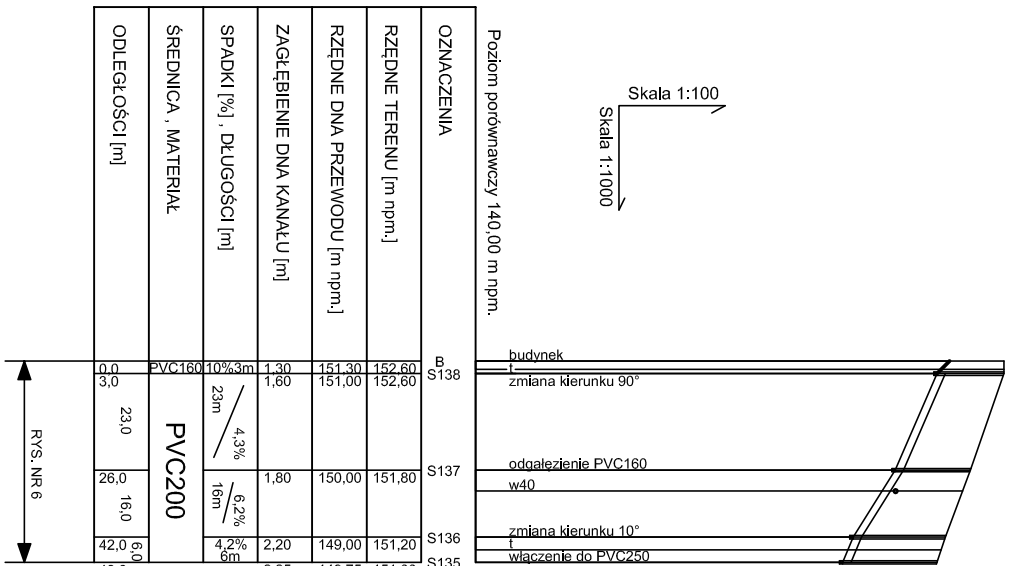 Poziom porównawczy 140,00 m npm.
Skala 1:100
Skala 1:1000
OZNACZENIA
RZĘDNE TERENU [m npm.]
RZĘDNE DNA PRZEWODU [m npm.]
ZAGŁĘBIENIE DNA KANAŁU [m]
SPADKI [%] , DŁUGOŚCI [m]
ŚREDNICA , MATERIAŁ
ODLEGŁOŚCI [m]
0,0 PVC160 10%3m 1,30 151,30 152,60 B budynek
t
3,0 1,60 151,00 152,60 S138 zmiana kierunku 90°
23,0 PVC200 23m 4,3%
26,0 1,80 150,00 151,80 S137 odgałęzienie PVC160
w40
16,0 16m 6,2%
42,0 2,20 149,00 151,20 S136 zmiana kierunku 10°
t
6,0 4,2% 6m
S135 włączenie do PVC250
RYS. NR 6